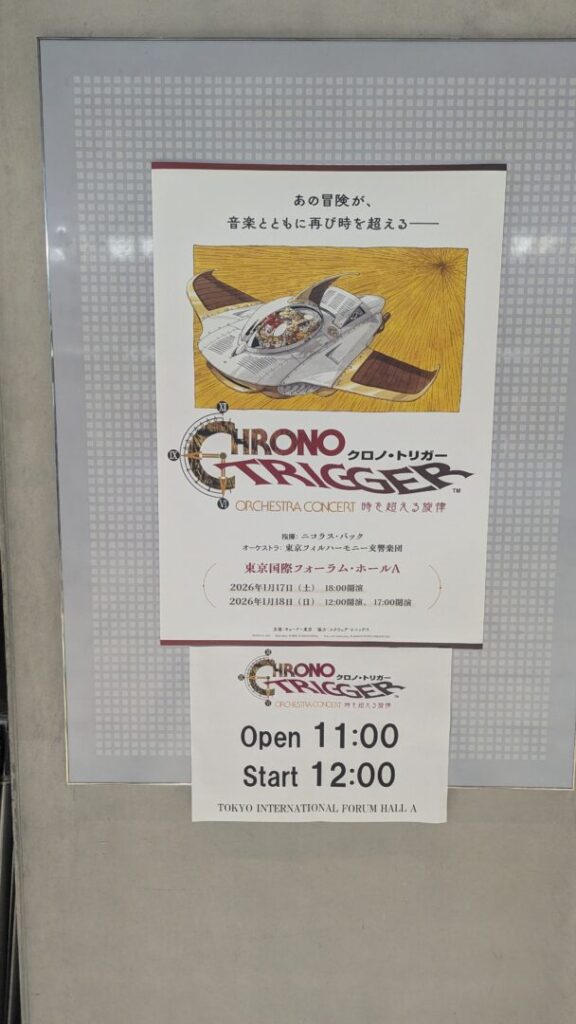 あの冒険が、
音楽とともに再び時を超える——
XII
IX
VI
CHRONO
クロノ・トリガー
TRIGGER™
ORCHESTRA CONCERT 時を超える旋律
指揮: ニコラス・バック
オーケストラ: 東京フィルハーモニー交響楽団
東京国際フォーラム・ホールA
2026年1月17日（土） 18:00開演
2026年1月18日（日） 12:00開演、17:00開演
CHRONO
クロノ・トリガー
TRIGGER™
ORCHESTRA CONCERT 時を超える旋律
Open 11:00
Start 12:00
TOKYO INTERNATIONAL FORUM HALL A